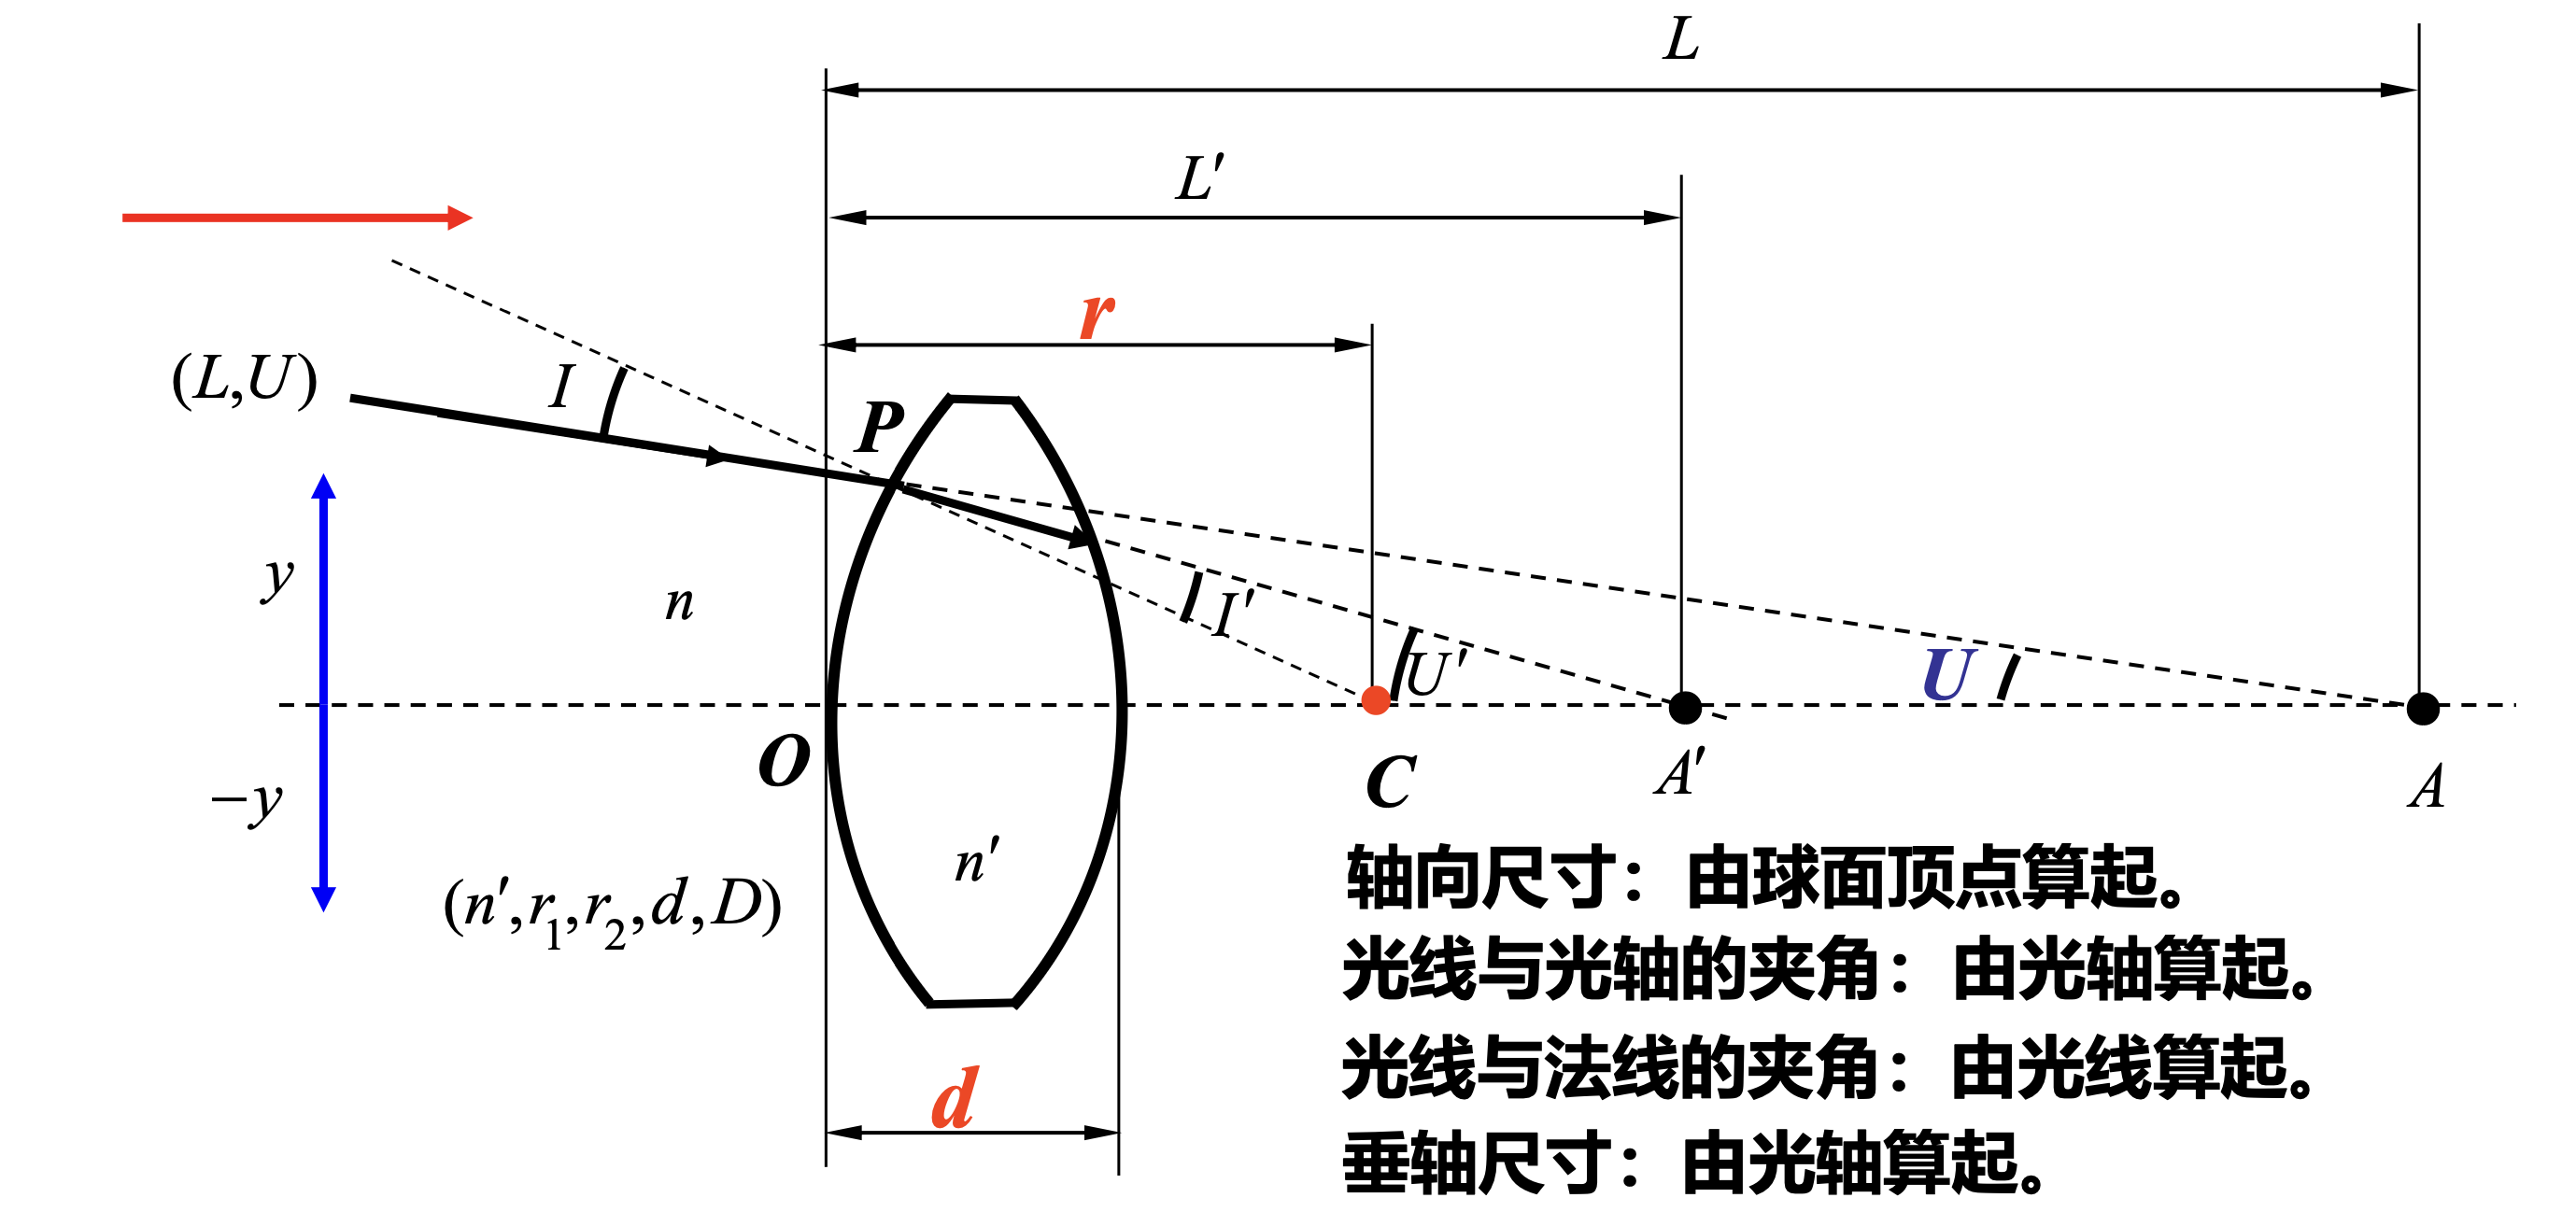 L
L′
r
(L,U)
I
P
y
n
I′
U′
U
O
C
A′
A
−y
n′
(n′,r₁,r₂,d,D)
d
轴向尺寸：由球面顶点算起。
光线与光轴的夹角：由光轴算起。
光线与法线的夹角：由光线算起。
垂轴尺寸：由光轴算起。